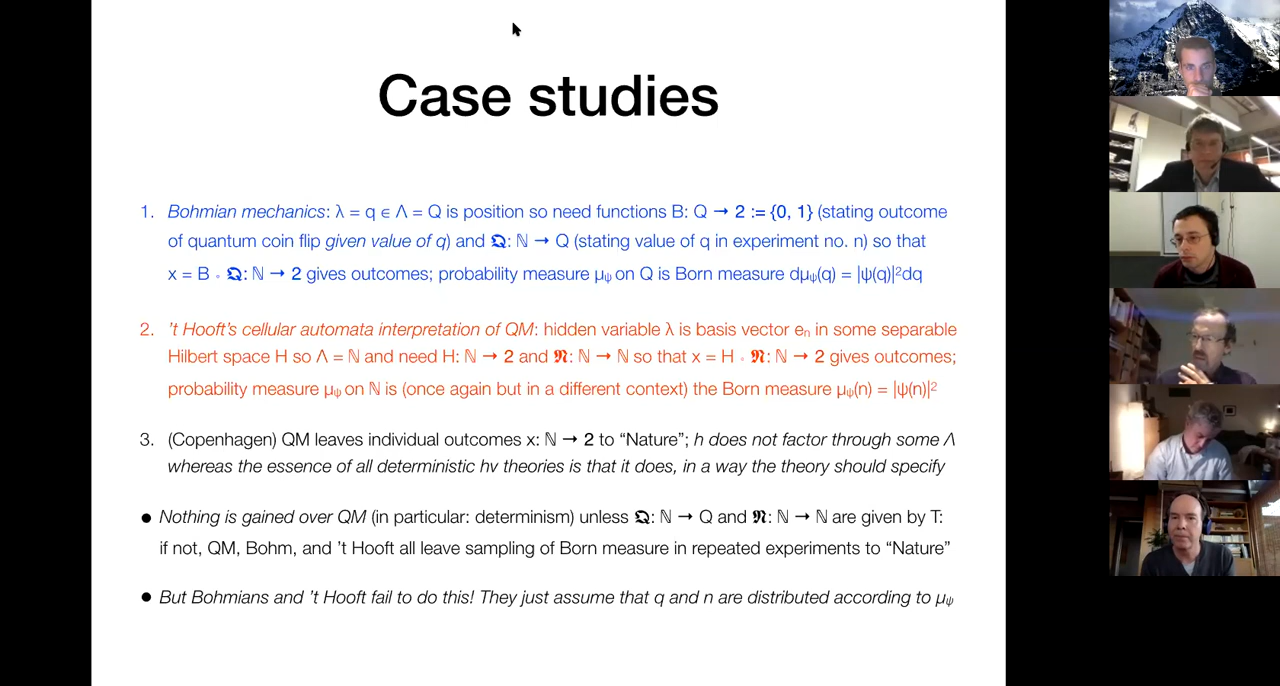 Case studies
1. Bohmian mechanics: λ = q ∈ Λ = Q is position so need functions B: Q → 2 := {0, 1} (stating outcome
of quantum coin flip given value of q) and 𝕼: ℕ → Q (stating value of q in experiment no. n) so that
x = B ∘ 𝕼: ℕ → 2 gives outcomes; probability measure μψ on Q is Born measure dμψ(q) = |ψ(q)|²dq
2. 't Hooft's cellular automata interpretation of QM: hidden variable λ is basis vector eₙ in some separable
Hilbert space H so Λ = ℕ and need H: ℕ → 2 and 𝕹: ℕ → ℕ so that x = H ∘ 𝕹: ℕ → 2 gives outcomes;
probability measure μψ on ℕ is (once again but in a different context) the Born measure μψ(n) = |ψ(n)|²
3. (Copenhagen) QM leaves individual outcomes x: ℕ → 2 to “Nature”; h does not factor through some Λ
whereas the essence of all deterministic hv theories is that it does, in a way the theory should specify
• Nothing is gained over QM (in particular: determinism) unless 𝕼: ℕ → Q and 𝕹: ℕ → ℕ are given by T:
if not, QM, Bohm, and 't Hooft all leave sampling of Born measure in repeated experiments to “Nature”
• But Bohmians and 't Hooft fail to do this! They just assume that q and n are distributed according to μψ